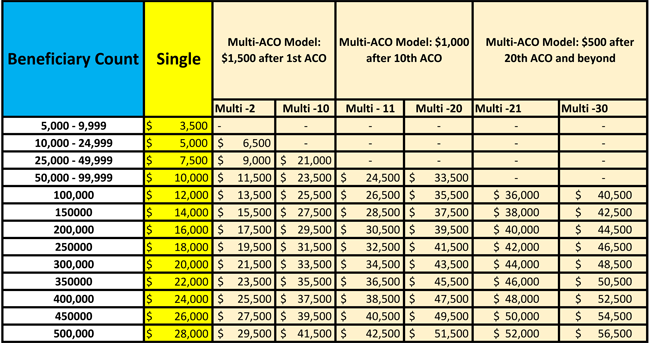 Beneficiary Count Single Multi-ACO Model: $1,500 after 1st ACO Multi-ACO Model: $1,000 after 10th ACO Multi-ACO Model: $500 after 20th ACO and beyond
Multi -2 Multi -10 Multi - 11 Multi -20 Multi -21 Multi -30
5,000 - 9,999 $ 3,500 - - - - - -
10,000 - 24,999 $ 5,000 $ 6,500 - - - - -
25,000 - 49,999 $ 7,500 $ 9,000 $ 21,000 - - - -
50,000 - 99,999 $ 10,000 $ 11,500 $ 23,500 $ 24,500 $ 33,500 - -
100,000 $ 12,000 $ 13,500 $ 25,500 $ 26,500 $ 35,500 $ 36,000 $ 40,500
150000 $ 14,000 $ 15,500 $ 27,500 $ 28,500 $ 37,500 $ 38,000 $ 42,500
200,000 $ 16,000 $ 17,500 $ 29,500 $ 30,500 $ 39,500 $ 40,000 $ 44,500
250000 $ 18,000 $ 19,500 $ 31,500 $ 32,500 $ 41,500 $ 42,000 $ 46,500
300,000 $ 20,000 $ 21,500 $ 33,500 $ 34,500 $ 43,500 $ 44,000 $ 48,500
350000 $ 22,000 $ 23,500 $ 35,500 $ 36,500 $ 45,500 $ 46,000 $ 50,500
400,000 $ 24,000 $ 25,500 $ 37,500 $ 38,500 $ 47,500 $ 48,000 $ 52,500
450000 $ 26,000 $ 27,500 $ 39,500 $ 40,500 $ 49,500 $ 50,000 $ 54,500
500,000 $ 28,000 $ 29,500 $ 41,500 $ 42,500 $ 51,500 $ 52,000 $ 56,500